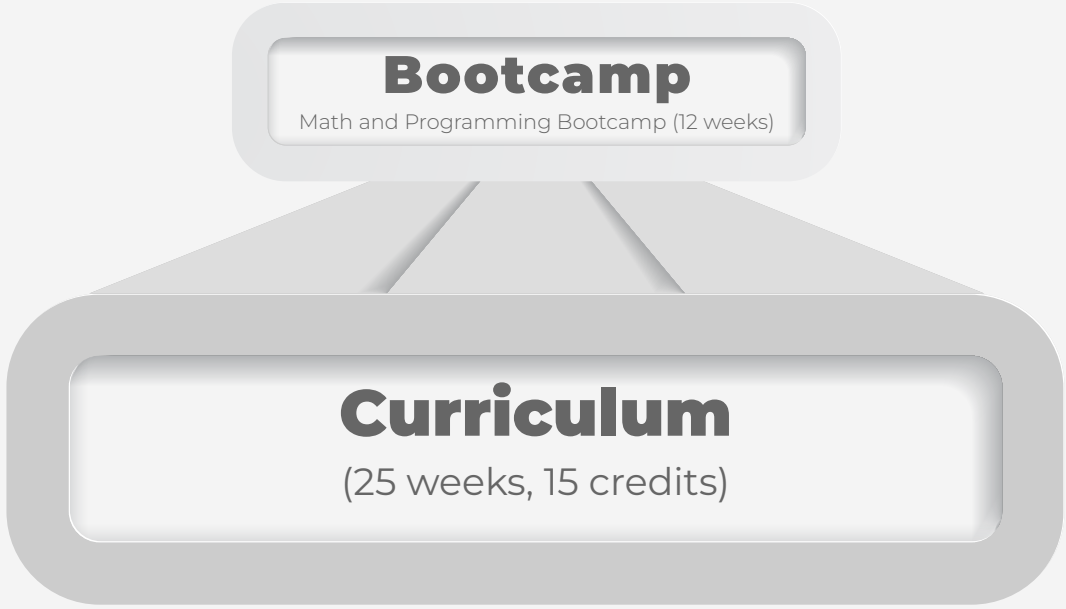 Bootcamp
Math and Programming Bootcamp (12 weeks)
Curriculum
(25 weeks, 15 credits)